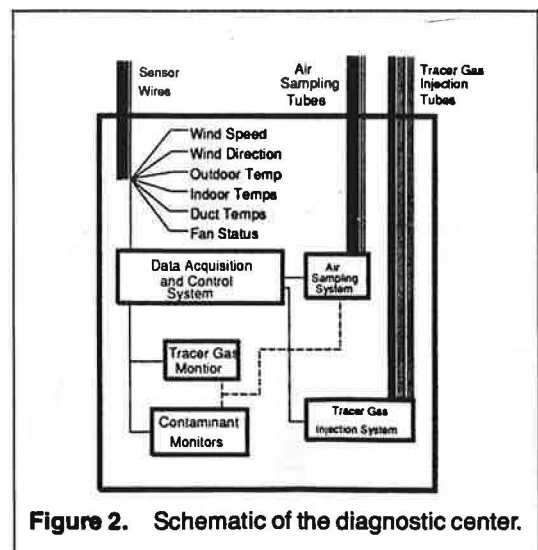 Sensor
Wires
Air
Sampling
Tubes
Tracer Gas
Injection
Tubes
Wind Speed
Wind Direction
Outdoor Temp
Indoor Temps
Duct Temps
Fan Status
Data Acquisition
and Control
System
Air
Sampling
System
Tracer Gas
Montior
Contaminant
Monitors
Tracer Gas
Injection System
Figure 2. Schematic of the diagnostic center.